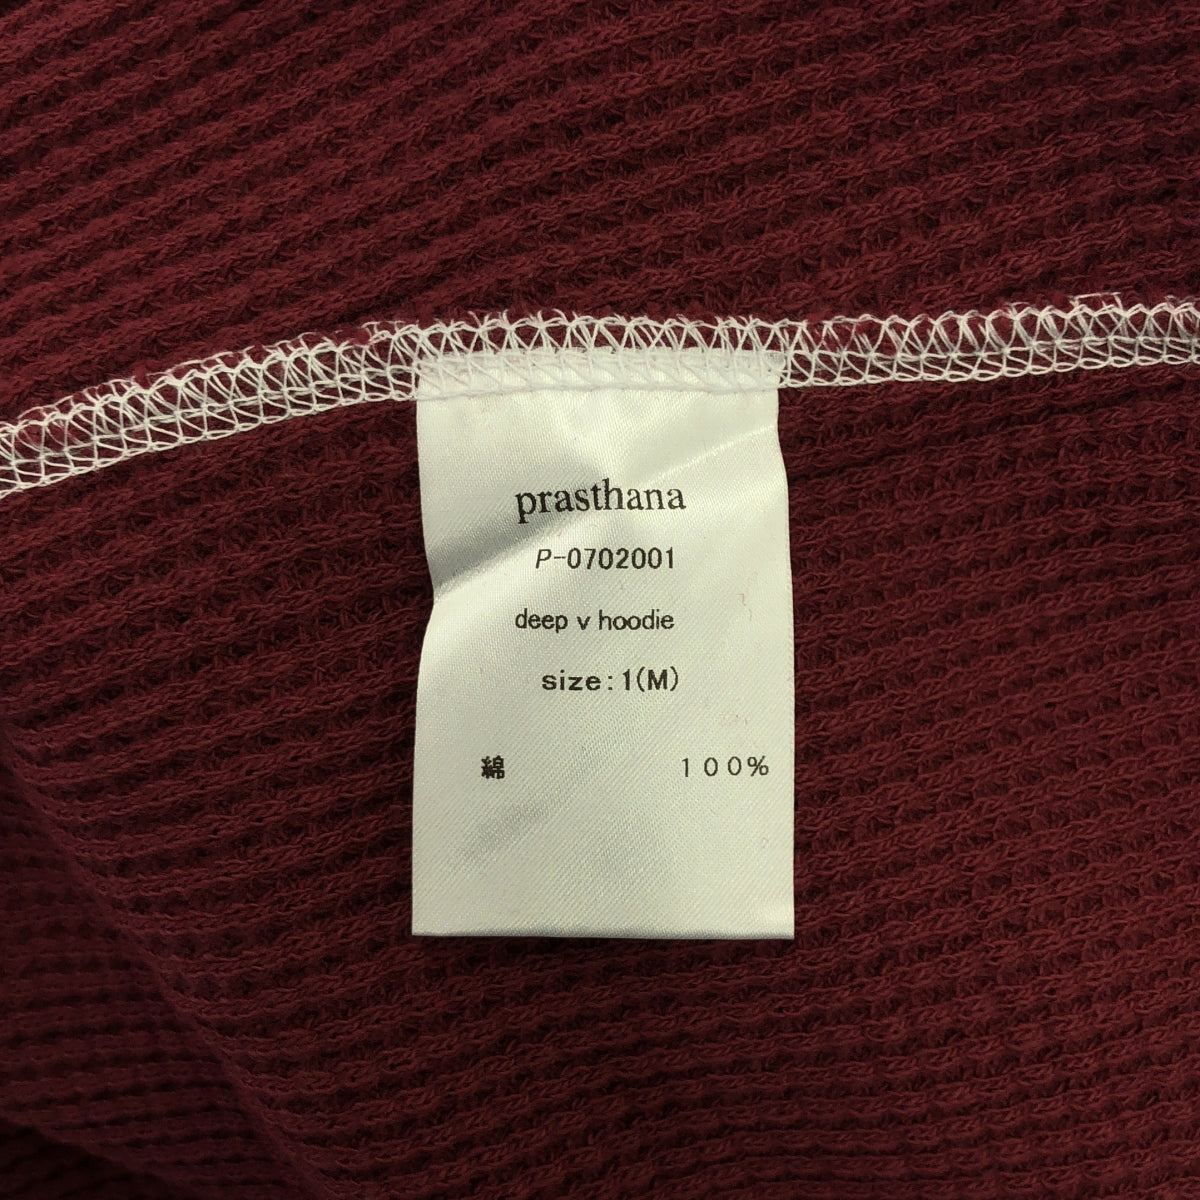 prasthana
P-0702001
deep v hoodie
size:1(M)
綿 100%